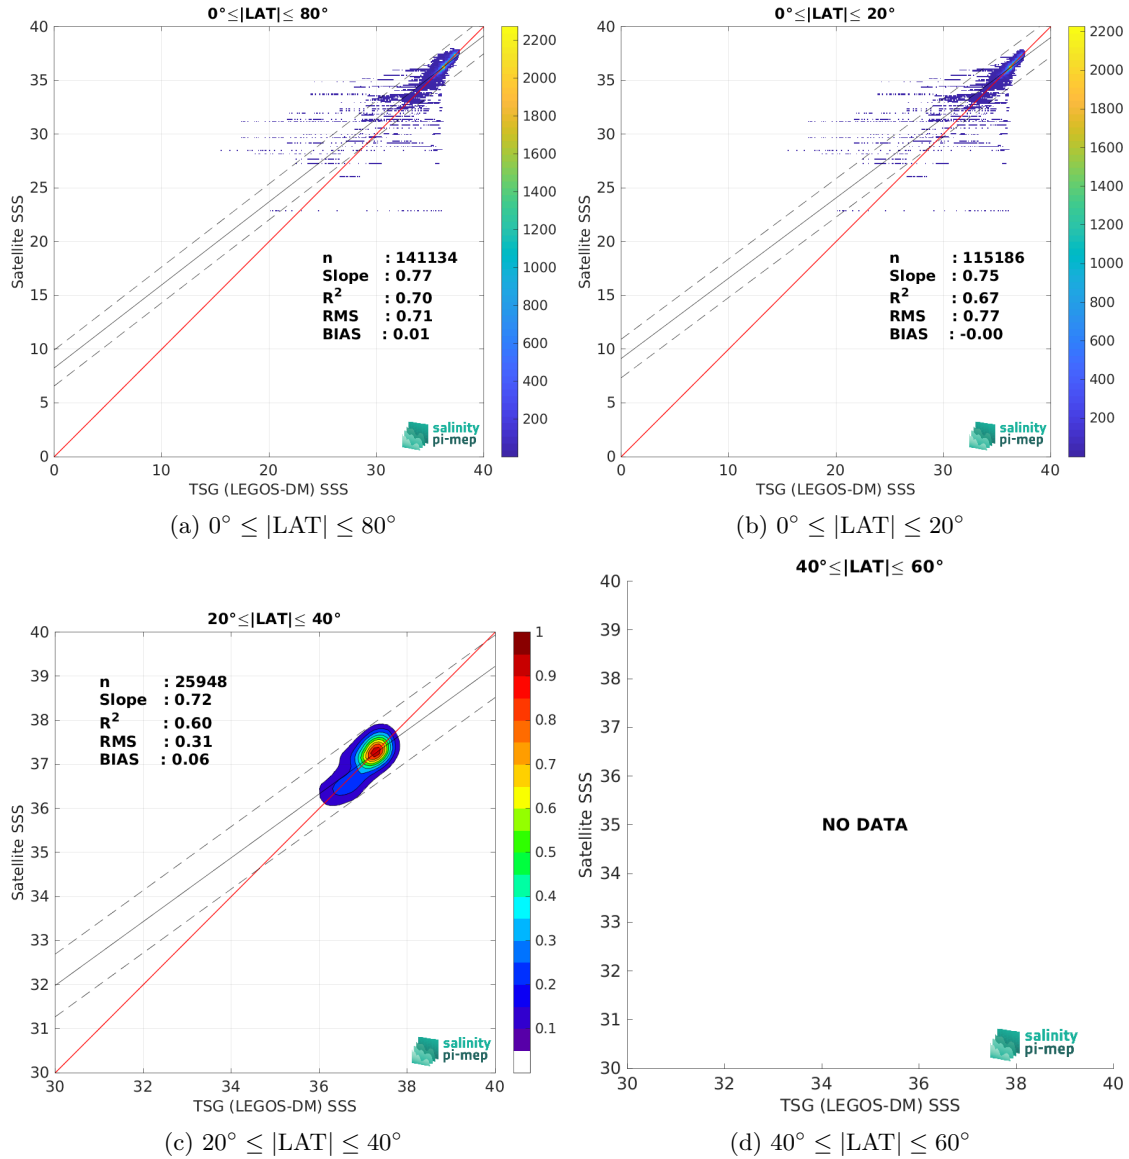 0°≤|LAT|≤ 80°
40
35
30
25
20
15
10
5
0
Satellite SSS
n : 141134
Slope : 0.77
R² : 0.70
RMS : 0.71
BIAS : 0.01
salinity
pi-mep
0 10 20 30 40
TSG (LEGOS-DM) SSS
2200
2000
1800
1600
1400
1200
1000
800
600
400
200
(a) 0° ≤ |LAT| ≤ 80°
0°≤|LAT|≤ 20°
40
35
30
25
20
15
10
5
0
Satellite SSS
n : 115186
Slope : 0.75
R² : 0.67
RMS : 0.77
BIAS : -0.00
salinity
pi-mep
0 10 20 30 40
TSG (LEGOS-DM) SSS
2200
2000
1800
1600
1400
1200
1000
800
600
400
200
(b) 0° ≤ |LAT| ≤ 20°
20°≤|LAT|≤ 40°
40
39
38
37
36
35
34
33
32
31
30
Satellite SSS
n : 25948
Slope : 0.72
R² : 0.60
RMS : 0.31
BIAS : 0.06
salinity
pi-mep
30 32 34 36 38 40
TSG (LEGOS-DM) SSS
1
0.9
0.8
0.7
0.6
0.5
0.4
0.3
0.2
0.1
(c) 20° ≤ |LAT| ≤ 40°
40°≤|LAT|≤ 60°
40
39
38
37
36
35
34
33
32
31
30
Satellite SSS
NO DATA
salinity
pi-mep
30 32 34 36 38 40
TSG (LEGOS-DM) SSS
(d) 40° ≤ |LAT| ≤ 60°